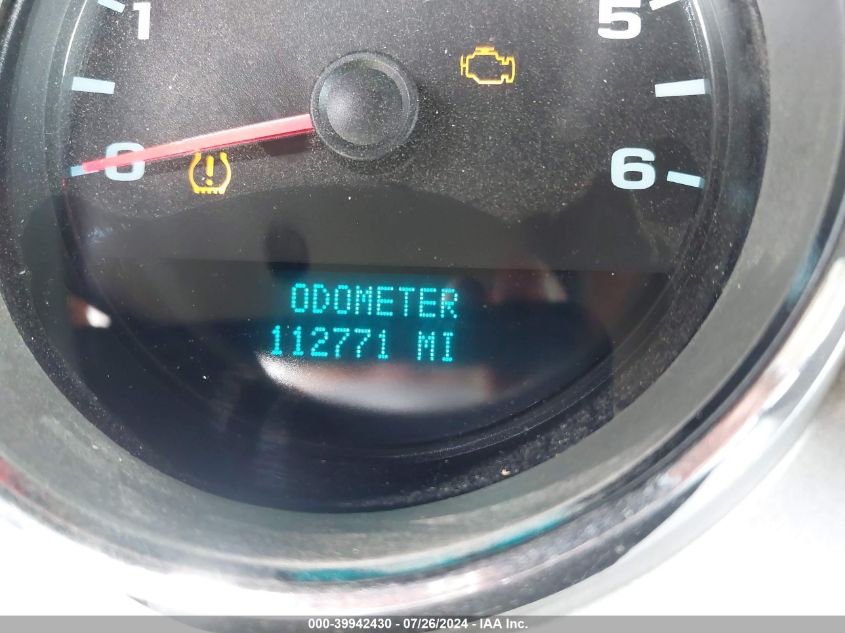 1 5
0 6
ODOMETER
112771 MI
000-39942430 - 07/26/2024 - IAA Inc.